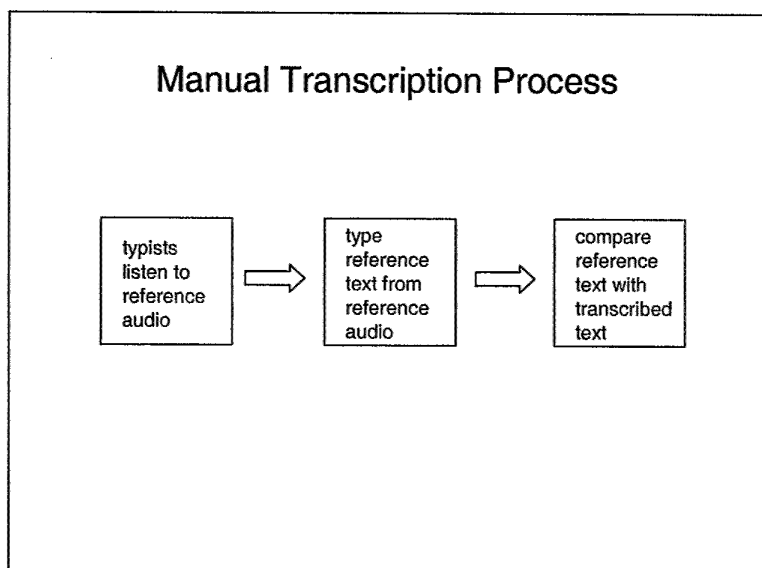 Manual Transcription Process
typists
listen to
reference
audio
type
reference
text from
reference
audio
compare
reference
text with
transcribed
text